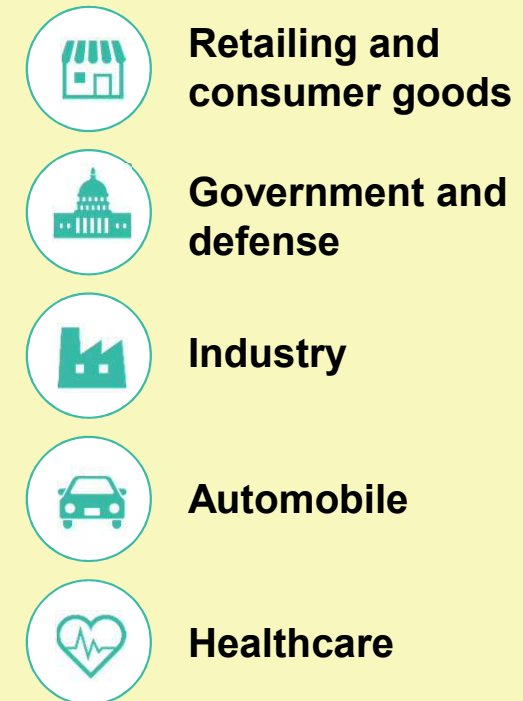 Retailing and
consumer goods
Government and
defense
Industry
Automobile
Healthcare